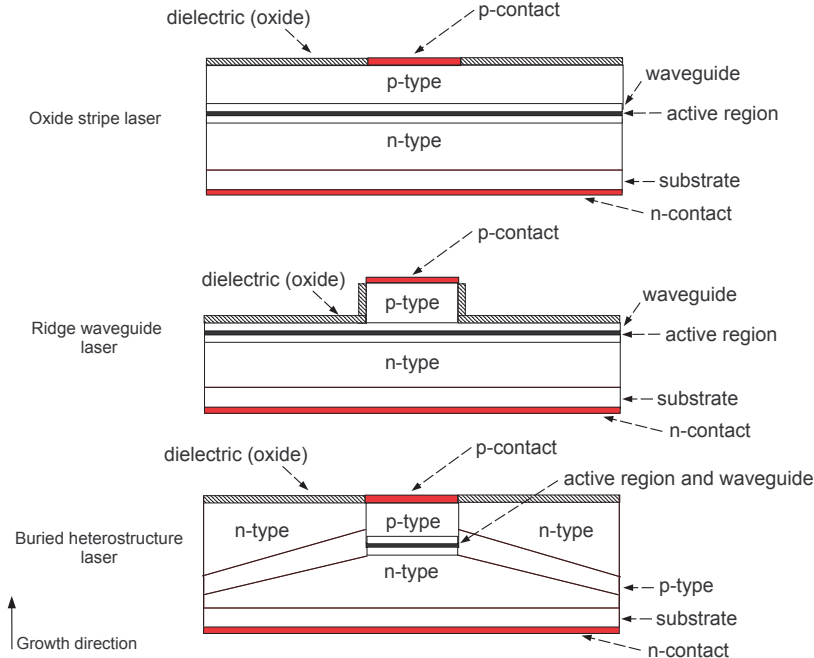 dielectric (oxide)
p-contact
p-type
waveguide
Oxide stripe laser
active region
n-type
substrate
n-contact
p-contact
dielectric (oxide)
p-type
waveguide
Ridge waveguide
laser
active region
n-type
substrate
n-contact
dielectric (oxide)
p-contact
active region and waveguide
n-type
p-type
n-type
Buried heterostructure
laser
n-type
p-type
substrate
Growth direction
n-contact